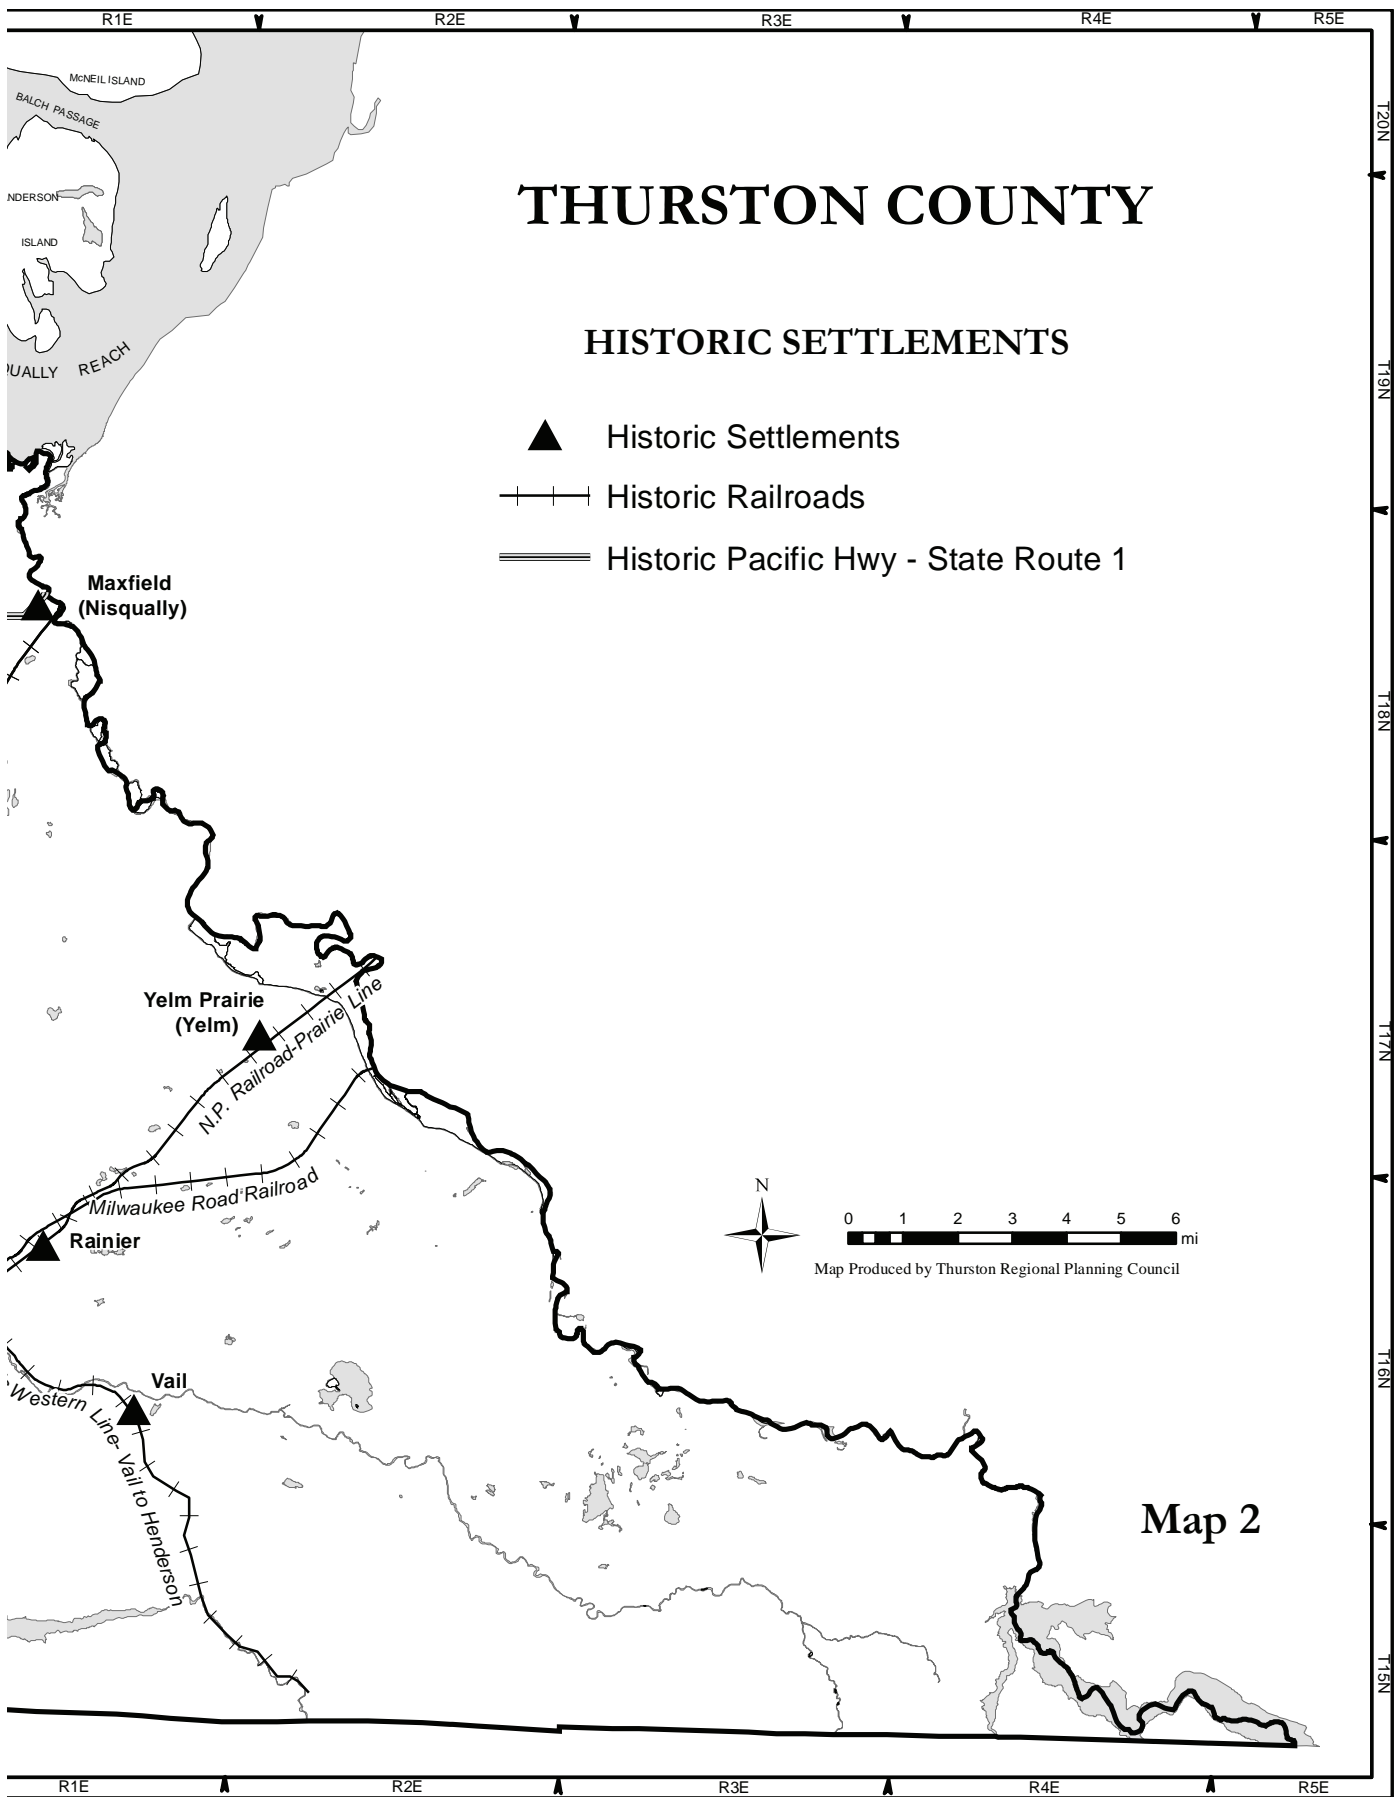 R1E
R2E
R3E
R4E
R5E
McNEIL ISLAND
BALCH PASSAGE
NDERSON
ISLAND
QUALLY REACH
THURSTON COUNTY
HISTORIC SETTLEMENTS
Historic Settlements
Historic Railroads
Historic Pacific Hwy - State Route 1
T20N
T19N
T18N
T17N
T16N
T15N
Maxfield
(Nisqually)
Yelm Prairie
(Yelm)
N.P. Railroad-Prairie Line
Milwaukee Road Railroad
Rainier
N
0 1 2 3 4 5 6
mi
Map Produced by Thurston Regional Planning Council
Vail
Western Line- Vail to Henderson
Map 2
R1E
R2E
R3E
R4E
R5E